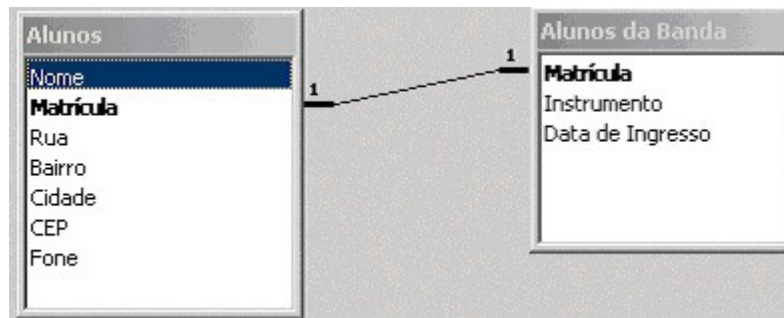 Alunos
Nome
Matrícula
Rua
Bairro
Cidade
CEP
Fone
1
1
Alunos da Banda
Matrícula
Instrumento
Data de Ingresso